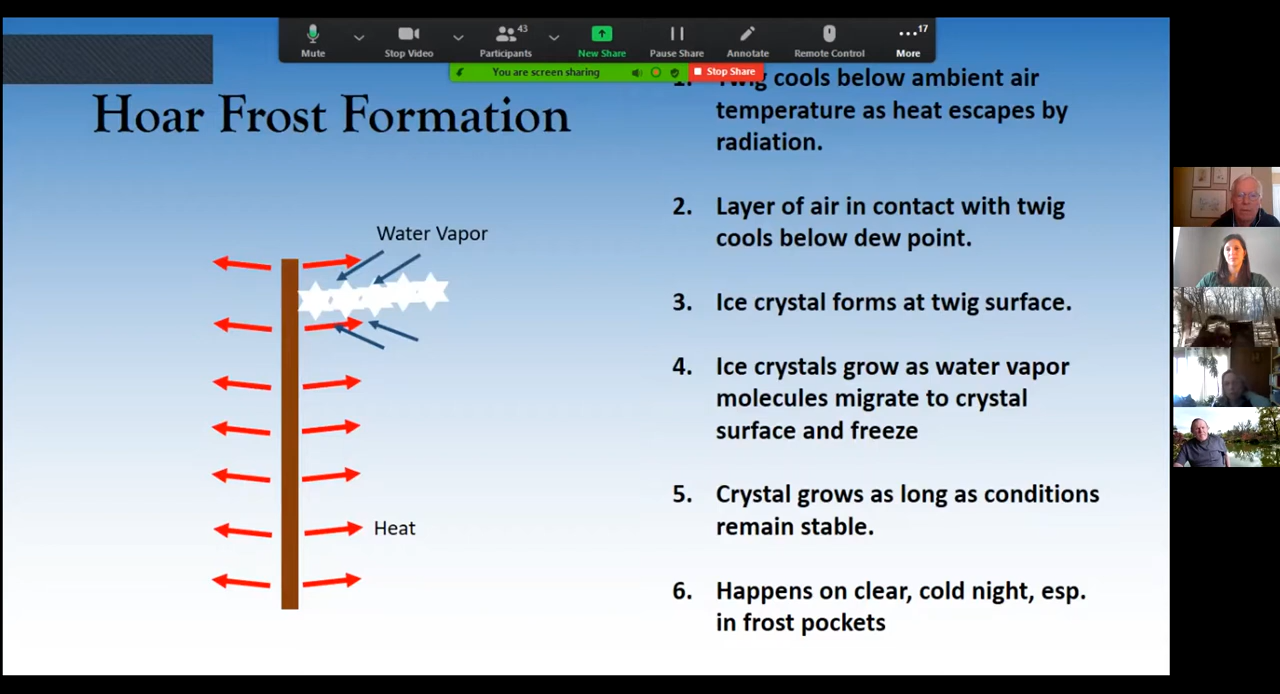 Mute
Stop Video
43
Participants
New Share
Pause Share
Annotate
Remote Control
17
More
You are screen sharing
Stop Share
Hoar Frost Formation
Water Vapor
Heat
1. Twig cools below ambient air
temperature as heat escapes by
radiation.
2. Layer of air in contact with twig
cools below dew point.
3. Ice crystal forms at twig surface.
4. Ice crystals grow as water vapor
molecules migrate to crystal
surface and freeze
5. Crystal grows as long as conditions
remain stable.
6. Happens on clear, cold night, esp.
in frost pockets